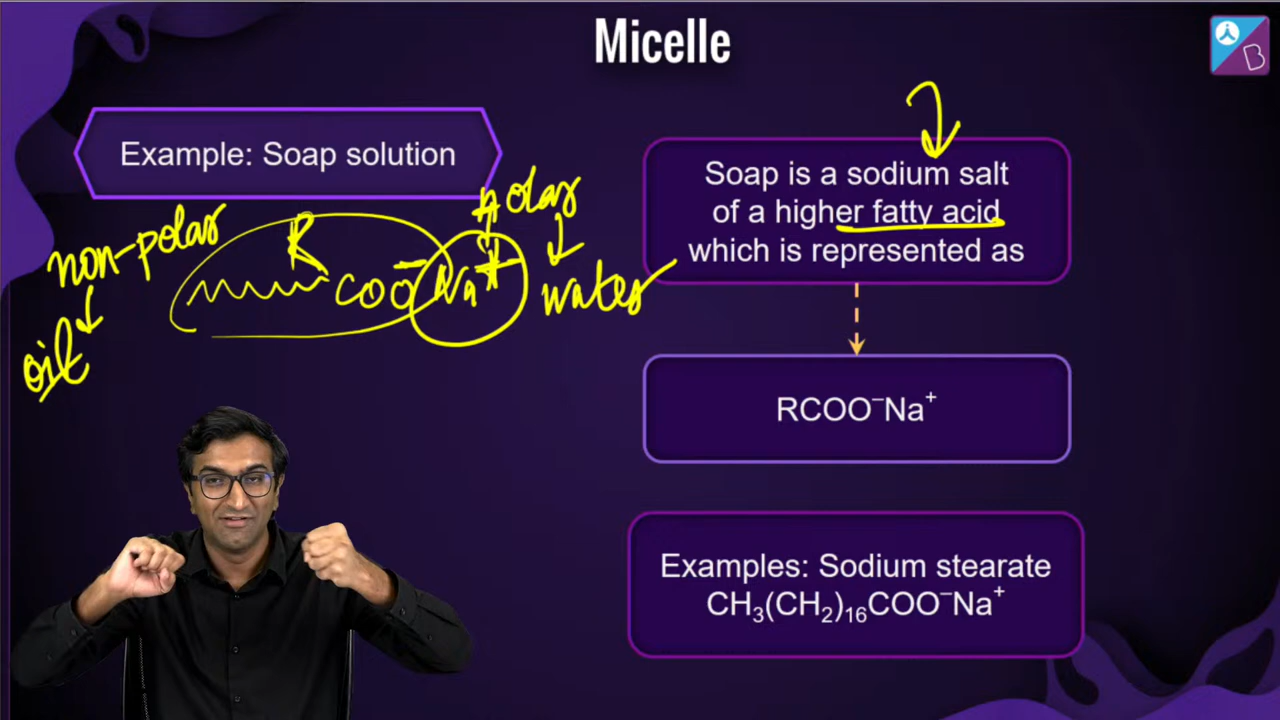 Micelle
B
Example: Soap solution
Soap is a sodium salt
of a higher fatty acid
which is represented as
non-polar
R
polar
COO⁻Na⁺
water
oil
RCOO⁻Na⁺
Examples: Sodium stearate
CH₃(CH₂)₁₆COO⁻Na⁺